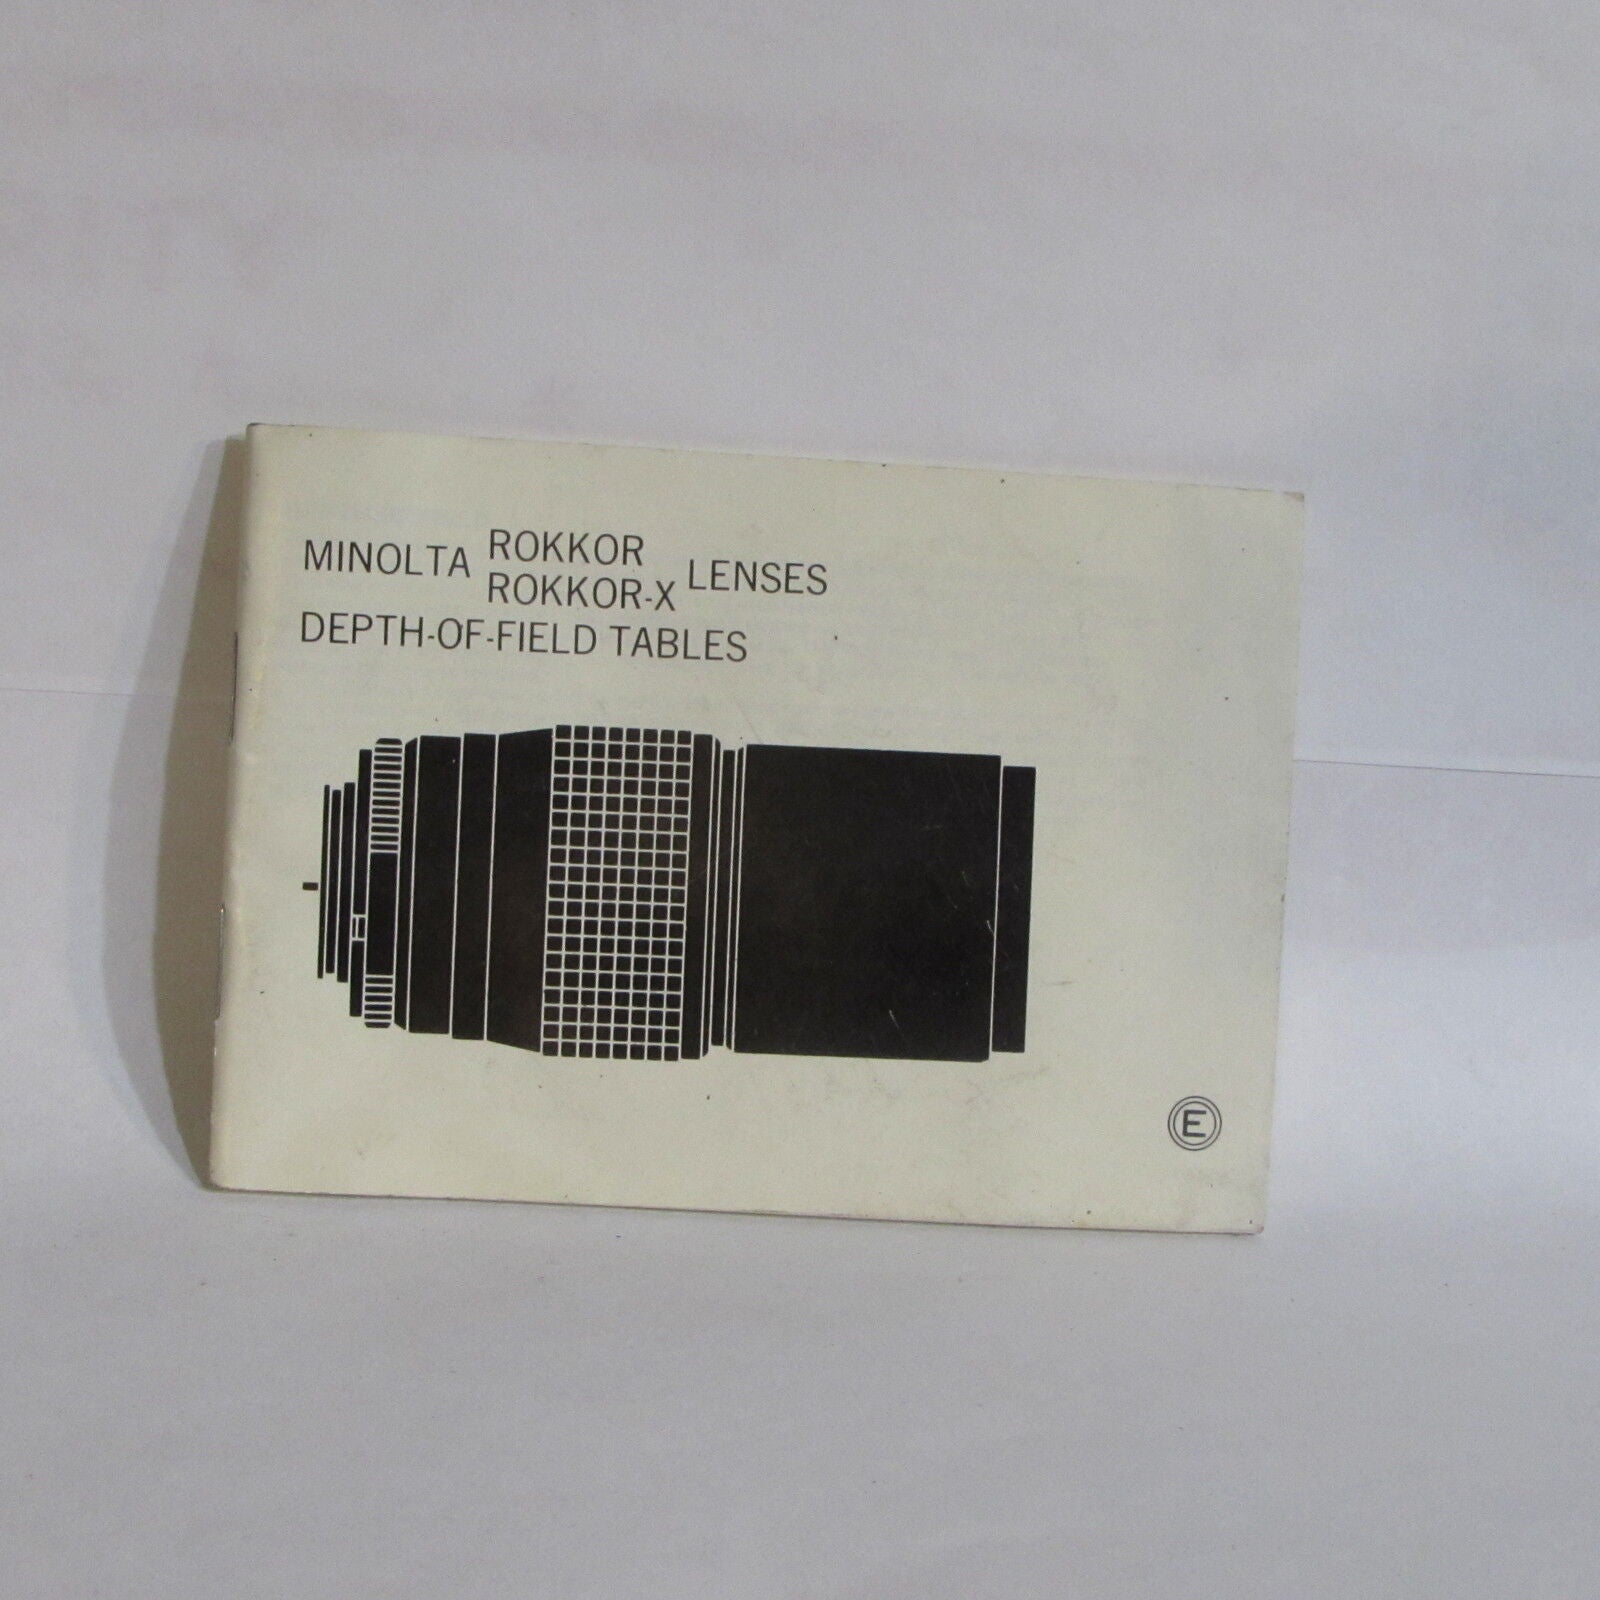 MINOLTA ROKKOR LENSES
ROKKOR-X
DEPTH-OF-FIELD TABLES
E